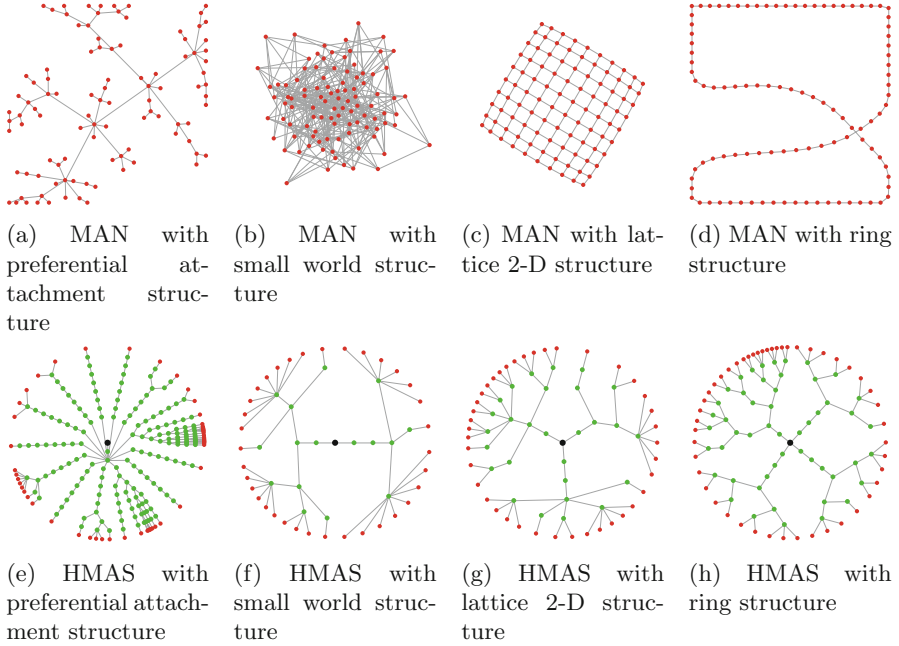 (a) MAN with
preferential at-
tachment struc-
ture
(b) MAN with
small world struc-
ture
(c) MAN with lat-
tice 2-D structure
(d) MAN with ring
structure
(e) HMAS with
preferential attach-
ment structure
(f) HMAS with
small world struc-
ture
(g) HMAS with
lattice 2-D struc-
ture
(h) HMAS with
ring structure